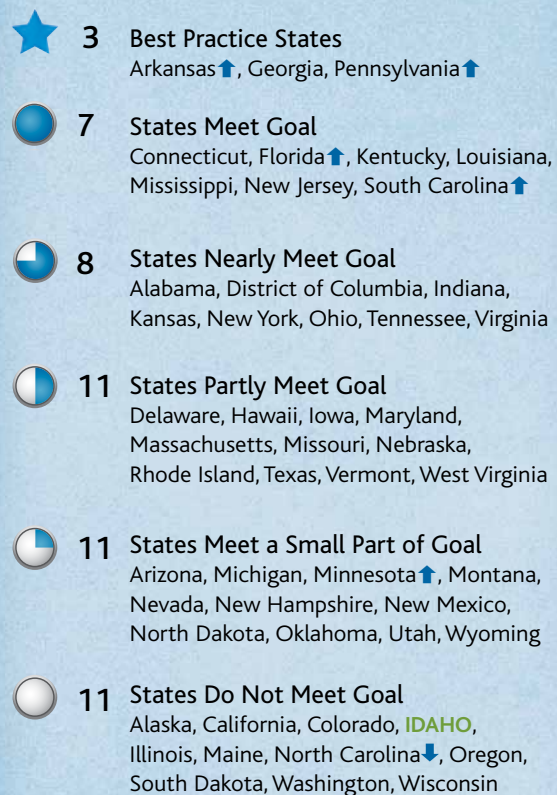 3 Best Practice States
Arkansas⬆, Georgia, Pennsylvania⬆
7 States Meet Goal
Connecticut, Florida⬆, Kentucky, Louisiana,
Mississippi, New Jersey, South Carolina⬆
8 States Nearly Meet Goal
Alabama, District of Columbia, Indiana,
Kansas, New York, Ohio, Tennessee, Virginia
11 States Partly Meet Goal
Delaware, Hawaii, Iowa, Maryland,
Massachusetts, Missouri, Nebraska,
Rhode Island, Texas, Vermont, West Virginia
11 States Meet a Small Part of Goal
Arizona, Michigan, Minnesota⬆, Montana,
Nevada, New Hampshire, New Mexico,
North Dakota, Oklahoma, Utah, Wyoming
11 States Do Not Meet Goal
Alaska, California, Colorado, IDAHO,
Illinois, Maine, North Carolina⬇, Oregon,
South Dakota, Washington, Wisconsin